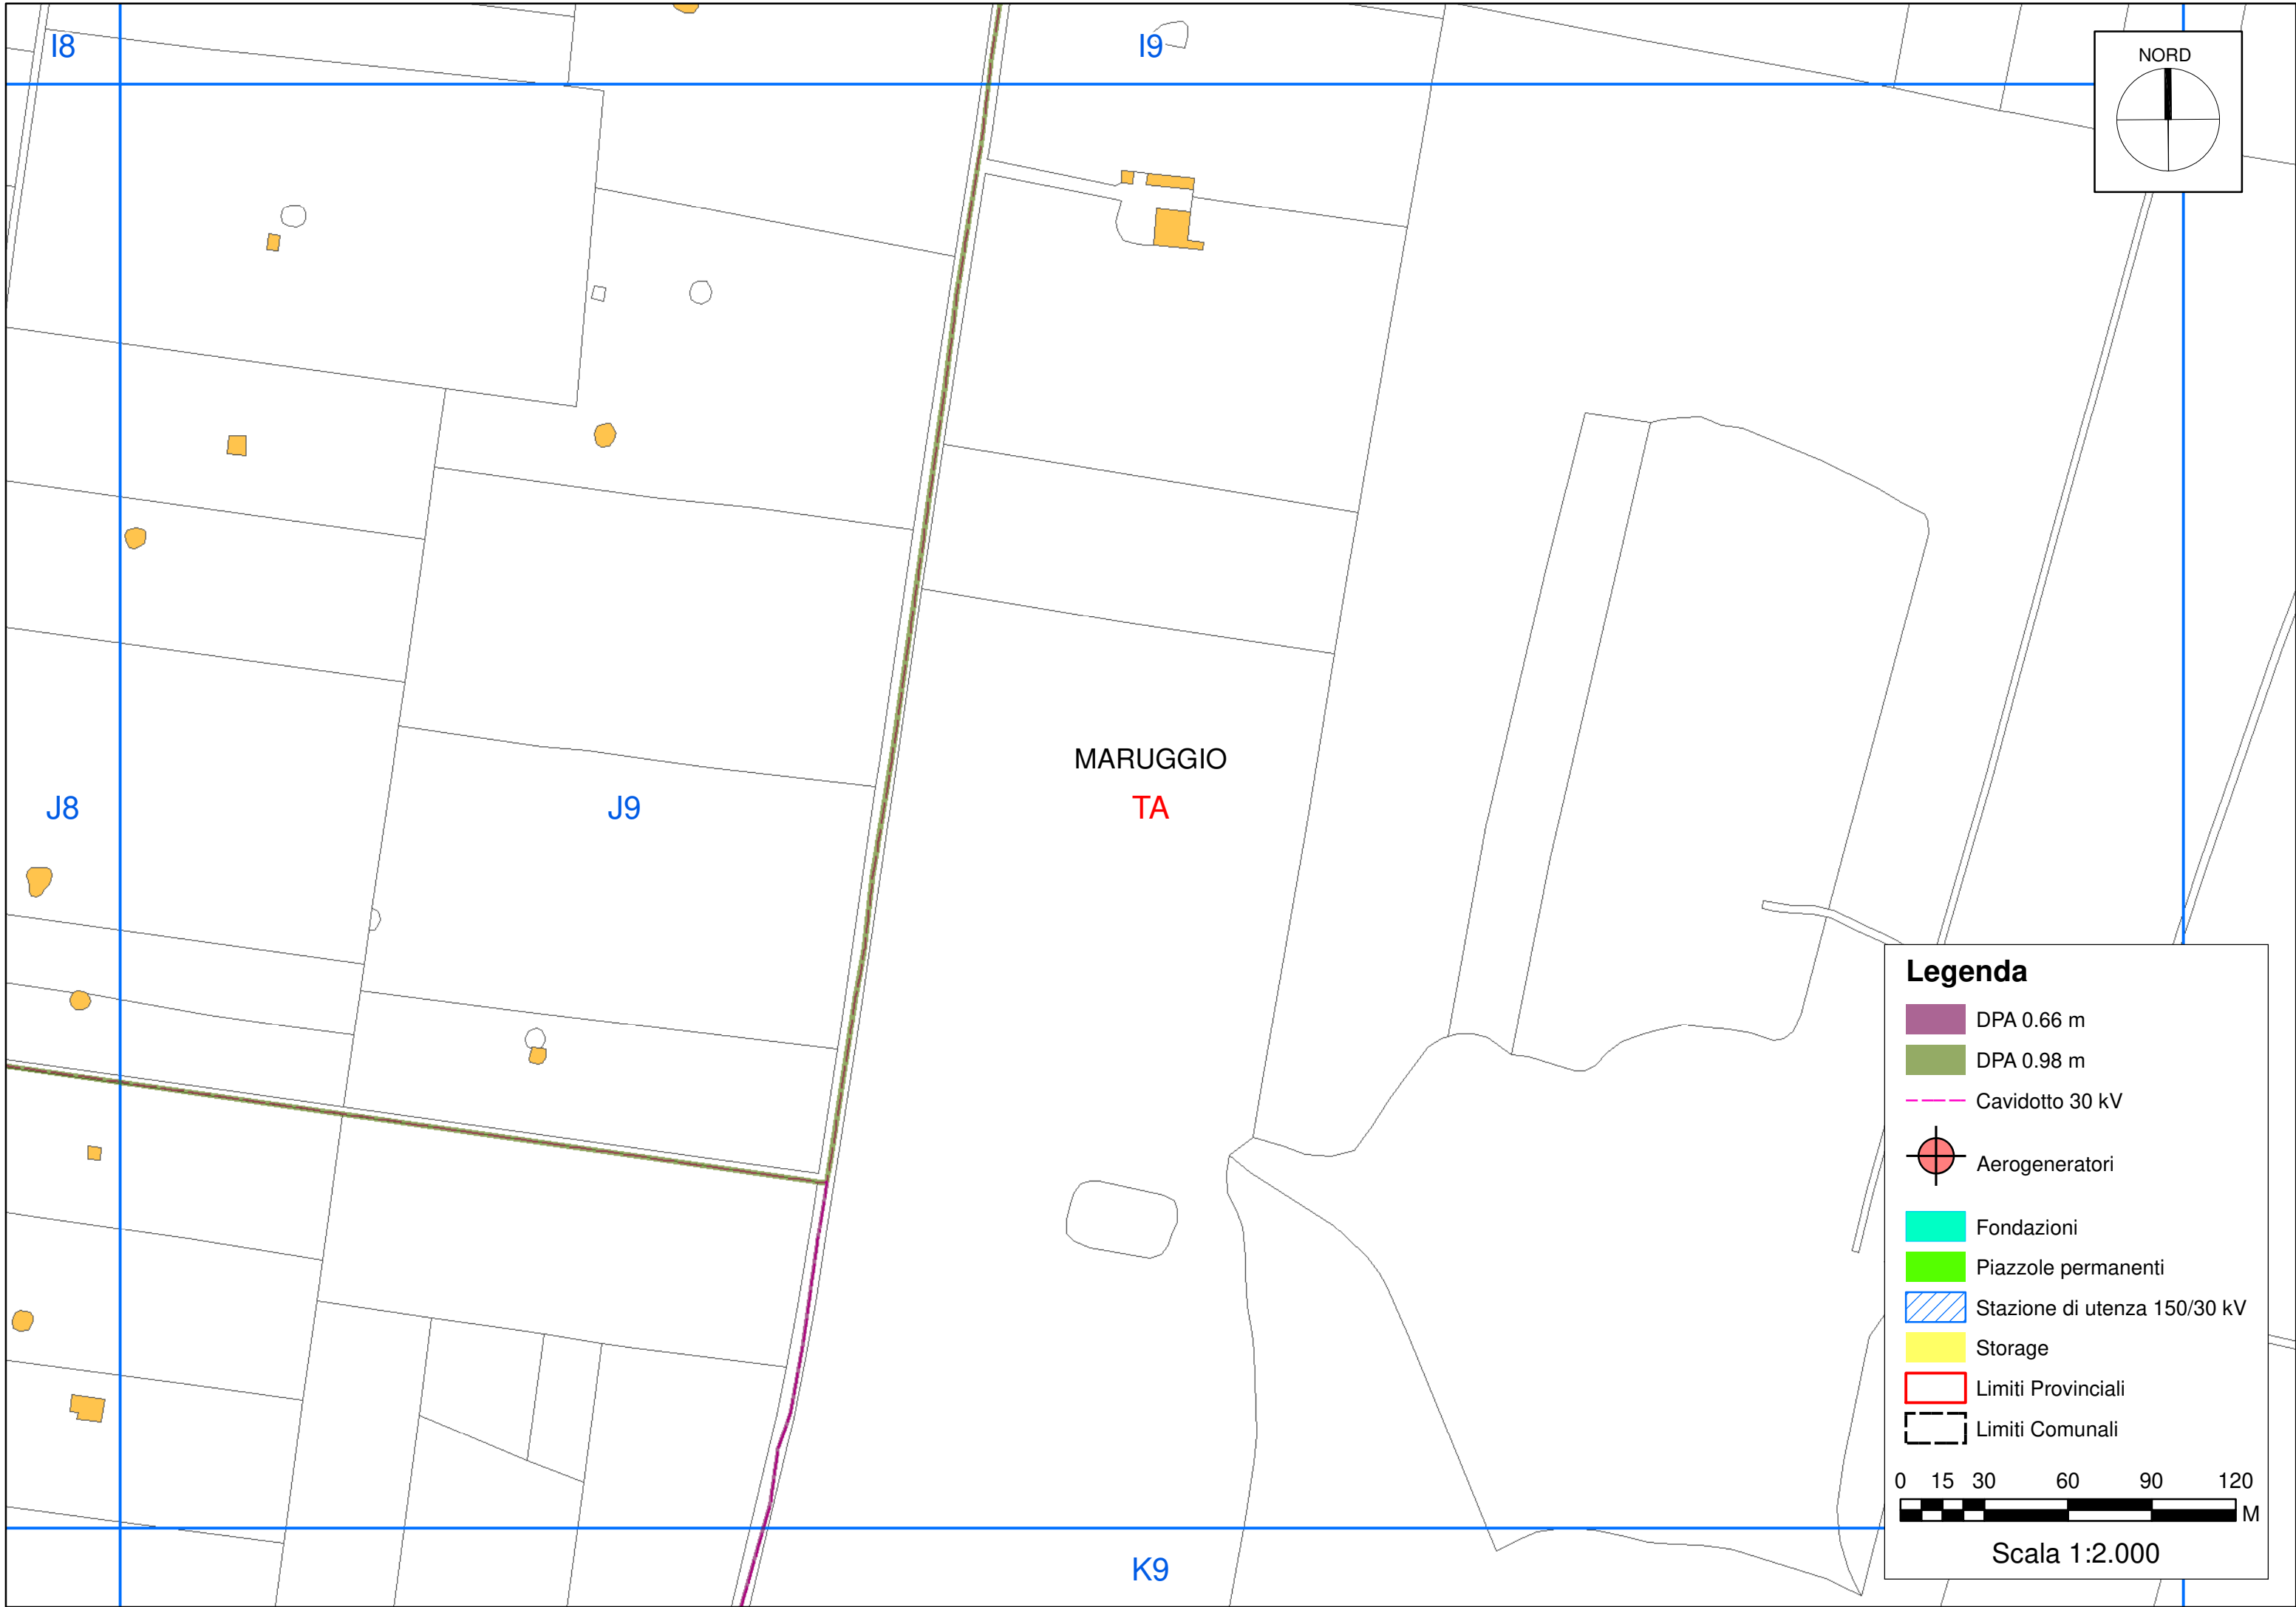 I8
I9
NORD
MARUGGIO
TA
J8
J9
Legenda
DPA 0.66 m
DPA 0.98 m
Cavidotto 30 kV
Aerogeneratori
Fondazioni
Piazzole permanenti
Stazione di utenza 150/30 kV
Storage
Limiti Provinciali
Limiti Comunali
0 15 30 60 90 120
M
Scala 1:2.000
K9